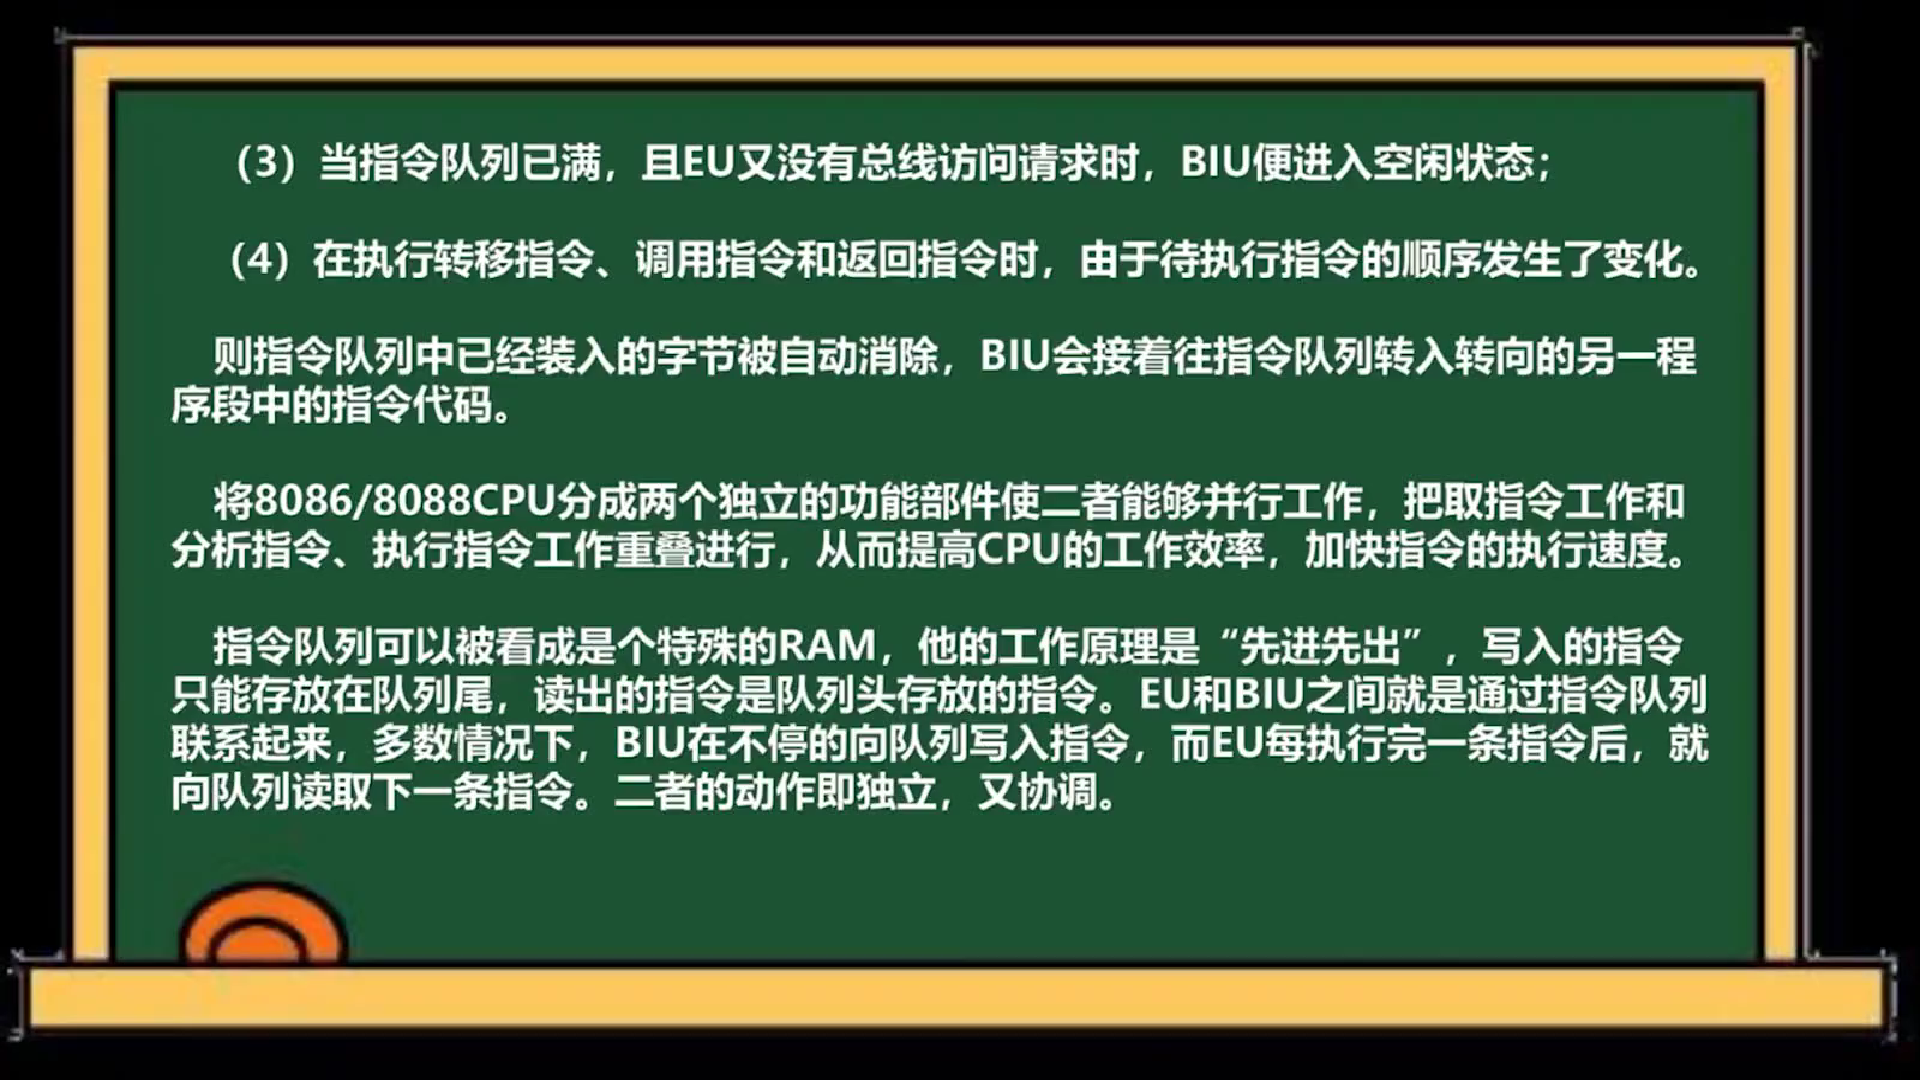 （3）当指令队列已满，且EU又没有总线访问请求时，BIU便进入空闲状态；
（4）在执行转移指令、调用指令和返回指令时，由于待执行指令的顺序发生了变化。
则指令队列中已经装入的字节被自动消除，BIU会接着往指令队列转入转向的另一程
序段中的指令代码。
将8086/8088CPU分成两个独立的功能部件使二者能够并行工作，把取指令工作和
分析指令、执行指令工作重叠进行，从而提高CPU的工作效率，加快指令的执行速度。
指令队列可以被看成是个特殊的RAM，他的工作原理是“先进先出”，写入的指令
只能存放在队列尾，读出的指令是队列头存放的指令。EU和BIU之间就是通过指令队列
联系起来，多数情况下，BIU在不停的向队列写入指令，而EU每执行完一条指令后，就
向队列读取下一条指令。二者的动作即独立，又协调。